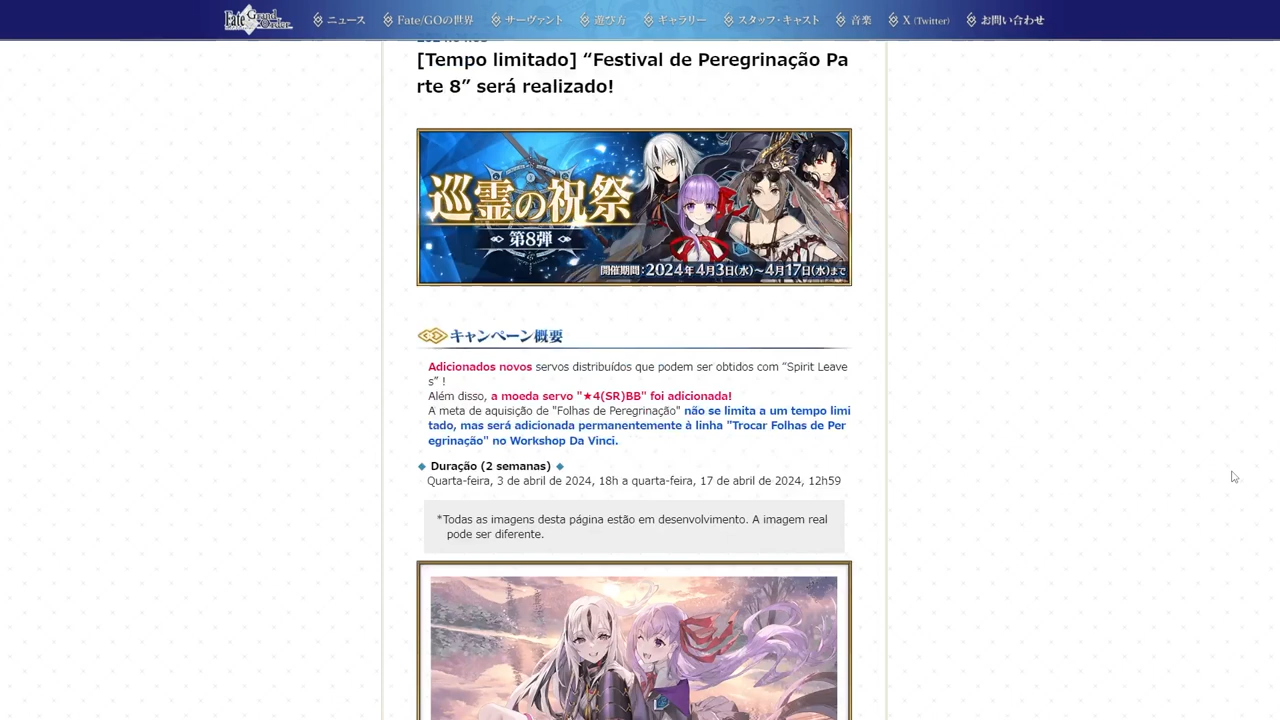 Fate Grand Order ニュース Fate/GOの世界 サーヴァント 遊び方 ギャラリー スタッフ・キャスト 音楽 X (Twitter) お問い合わせ
[Tempo limitado] “Festival de Peregrinação Pa
rte 8” será realizado!
巡霊の祝祭
第8弾
開催期間：2024年4月3日(水)～4月17日(水)まで
キャンペーン概要
Adicionados novos servos distribuídos que podem ser obtidos com “Spirit Leave
s” !
Além disso, a moeda servo "★4(SR)BB" foi adicionada!
A meta de aquisição de "Folhas de Peregrinação" não se limita a um tempo limi
tado, mas será adicionada permanentemente à linha "Trocar Folhas de Per
egrinação" no Workshop Da Vinci.
◆ Duração (2 semanas) ◆
Quarta-feira, 3 de abril de 2024, 18h a quarta-feira, 17 de abril de 2024, 12h59
*Todas as imagens desta página estão em desenvolvimento. A imagem real
pode ser diferente.